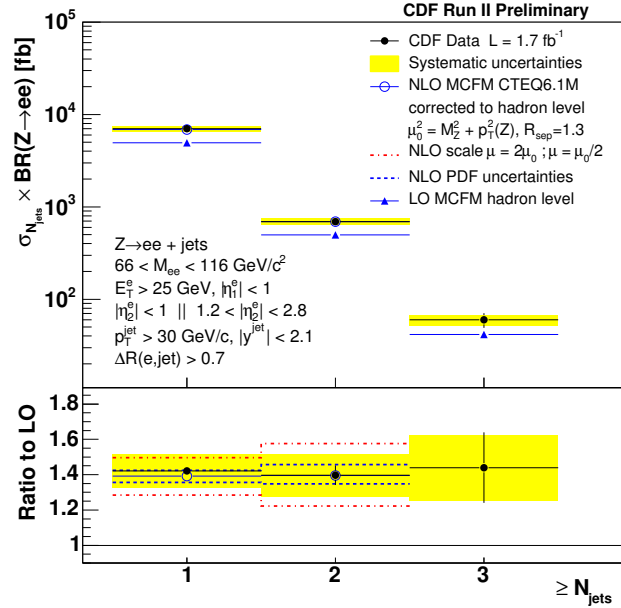 CDF Run II Preliminary
σ_{N_jets} × BR(Z→ee) [fb]
10^5
10^4
10^3
10^2
CDF Data L = 1.7 fb^{-1}
Systematic uncertainties
NLO MCFM CTEQ6.1M
corrected to hadron level
μ_0^2 = M_Z^2 + p_T^2(Z), R_sep=1.3
NLO scale μ = 2μ_0 ; μ = μ_0/2
NLO PDF uncertainties
LO MCFM hadron level
Z→ee + jets
66 < M_ee < 116 GeV/c^2
E_T^e > 25 GeV, |η_1^e| < 1
|η_2^e| < 1 || 1.2 < |η_2^e| < 2.8
p_T^jet > 30 GeV/c, |y^jet| < 2.1
ΔR(e,jet) > 0.7
Ratio to LO
1.8
1.6
1.4
1.2
1
1 2 3
≥ N_jets